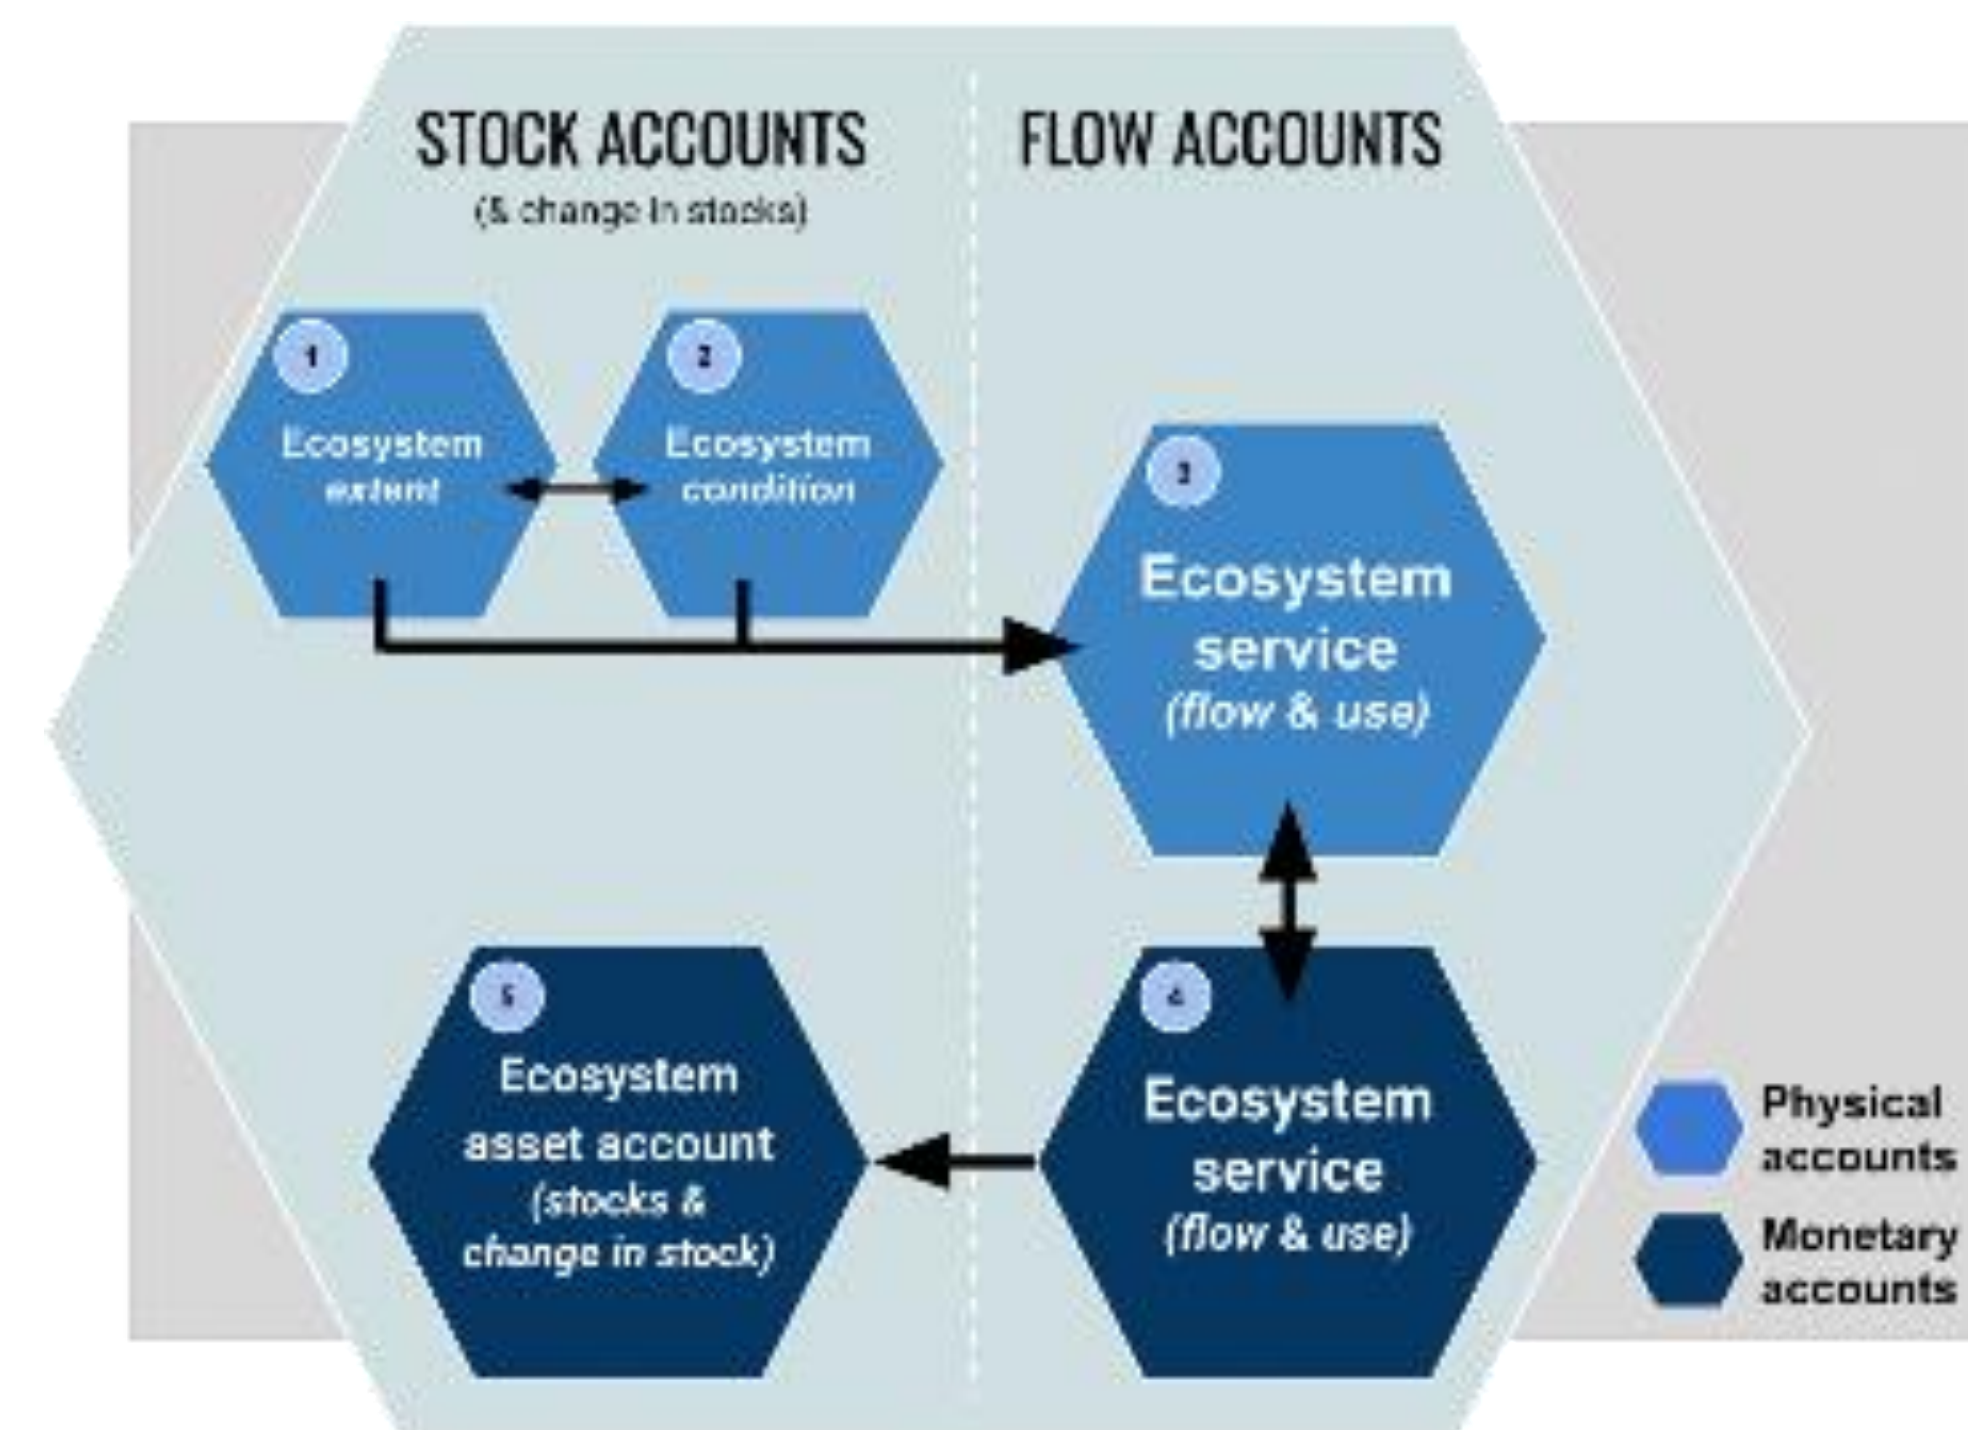 STOCK ACCOUNTS
(& change in stocks)
FLOW ACCOUNTS
1
Ecosystem
extent
2
Ecosystem
condition
3
Ecosystem
service
(flow & use)
5
Ecosystem
asset account
(stocks &
change in stock)
4
Ecosystem
service
(flow & use)
Physical
accounts
Monetary
accounts